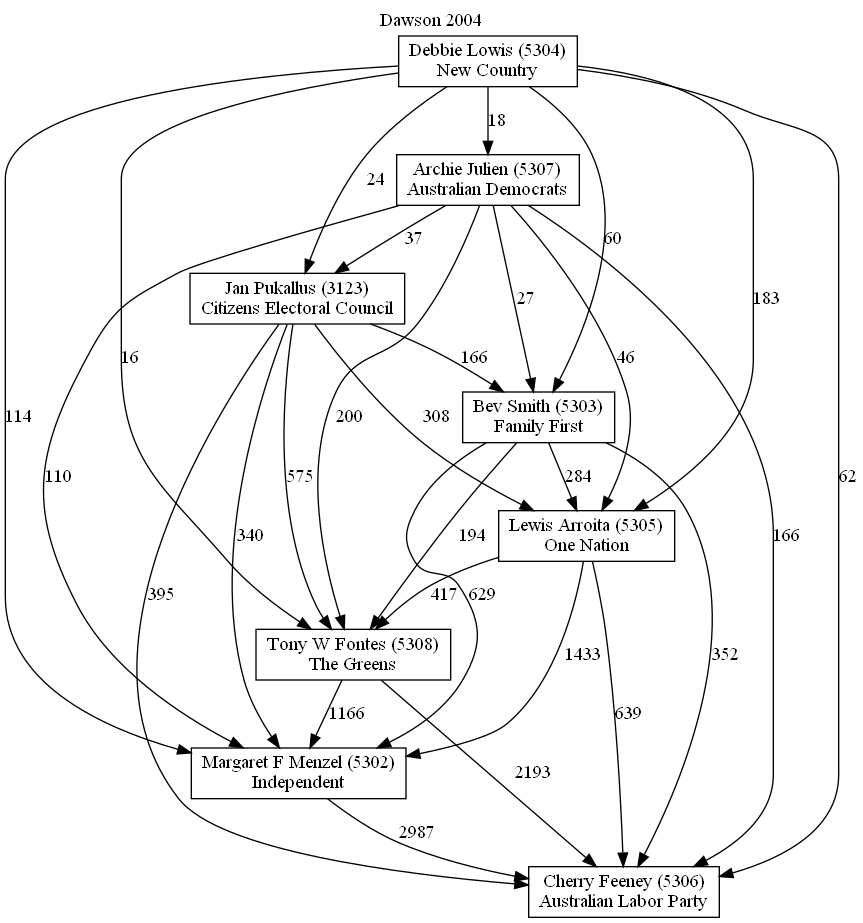 Dawson 2004
Debbie Lowis (5304)
New Country
18
Archie Julien (5307)
Australian Democrats
24
37
60
Jan Pukallus (3123)
Citizens Electoral Council
27
183
16
166
46
Bev Smith (5303)
Family First
114
110
575
200
308
284
62
Lewis Arroita (5305)
One Nation
340
194
166
395
417
629
Tony W Fontes (5308)
The Greens
1433
352
1166
639
Margaret F Menzel (5302)
Independent
2193
2987
Cherry Feeney (5306)
Australian Labor Party